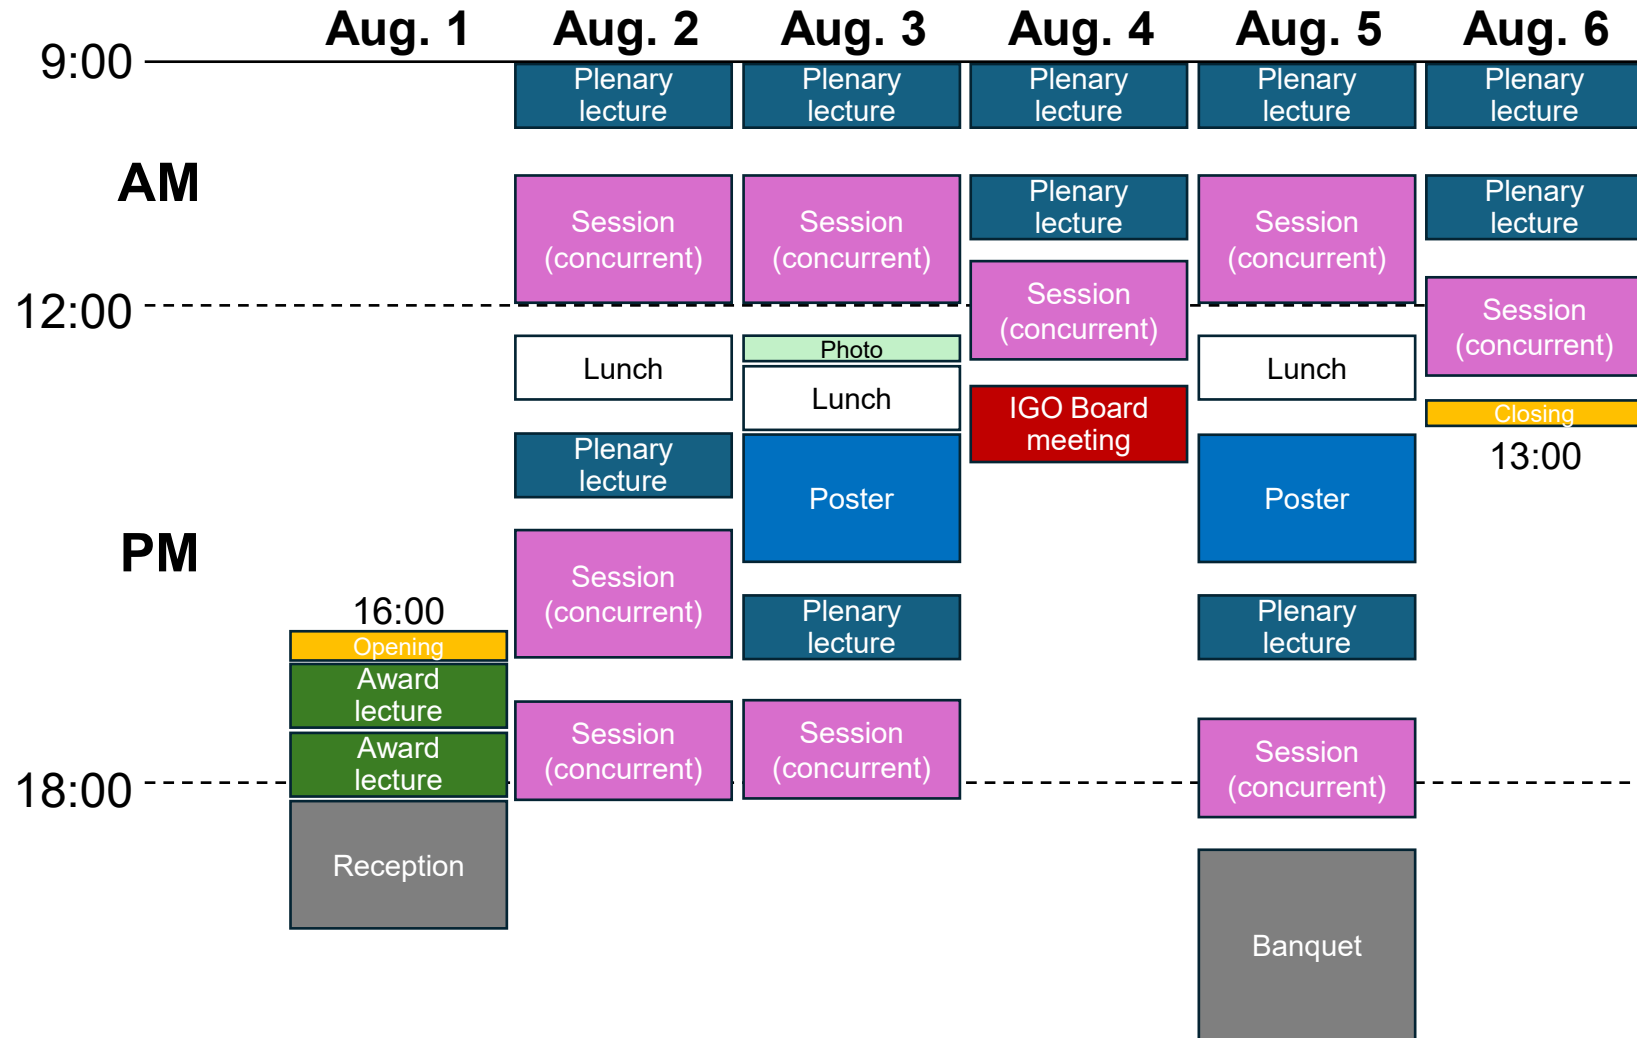 Aug. 1
Aug. 2
Aug. 3
Aug. 4
Aug. 5
Aug. 6
9:00
AM
12:00
PM
18:00
16:00
Opening
Award
lecture
Award
lecture
Reception
Plenary
lecture
Session
(concurrent)
Lunch
Plenary
lecture
Session
(concurrent)
Session
(concurrent)
Plenary
lecture
Session
(concurrent)
Photo
Lunch
Poster
Plenary
lecture
Session
(concurrent)
Plenary
lecture
Plenary
lecture
Session
(concurrent)
IGO Board
meeting
Plenary
lecture
Session
(concurrent)
Lunch
Poster
Plenary
lecture
Session
(concurrent)
Banquet
Plenary
lecture
Plenary
lecture
Session
(concurrent)
Closing
13:00